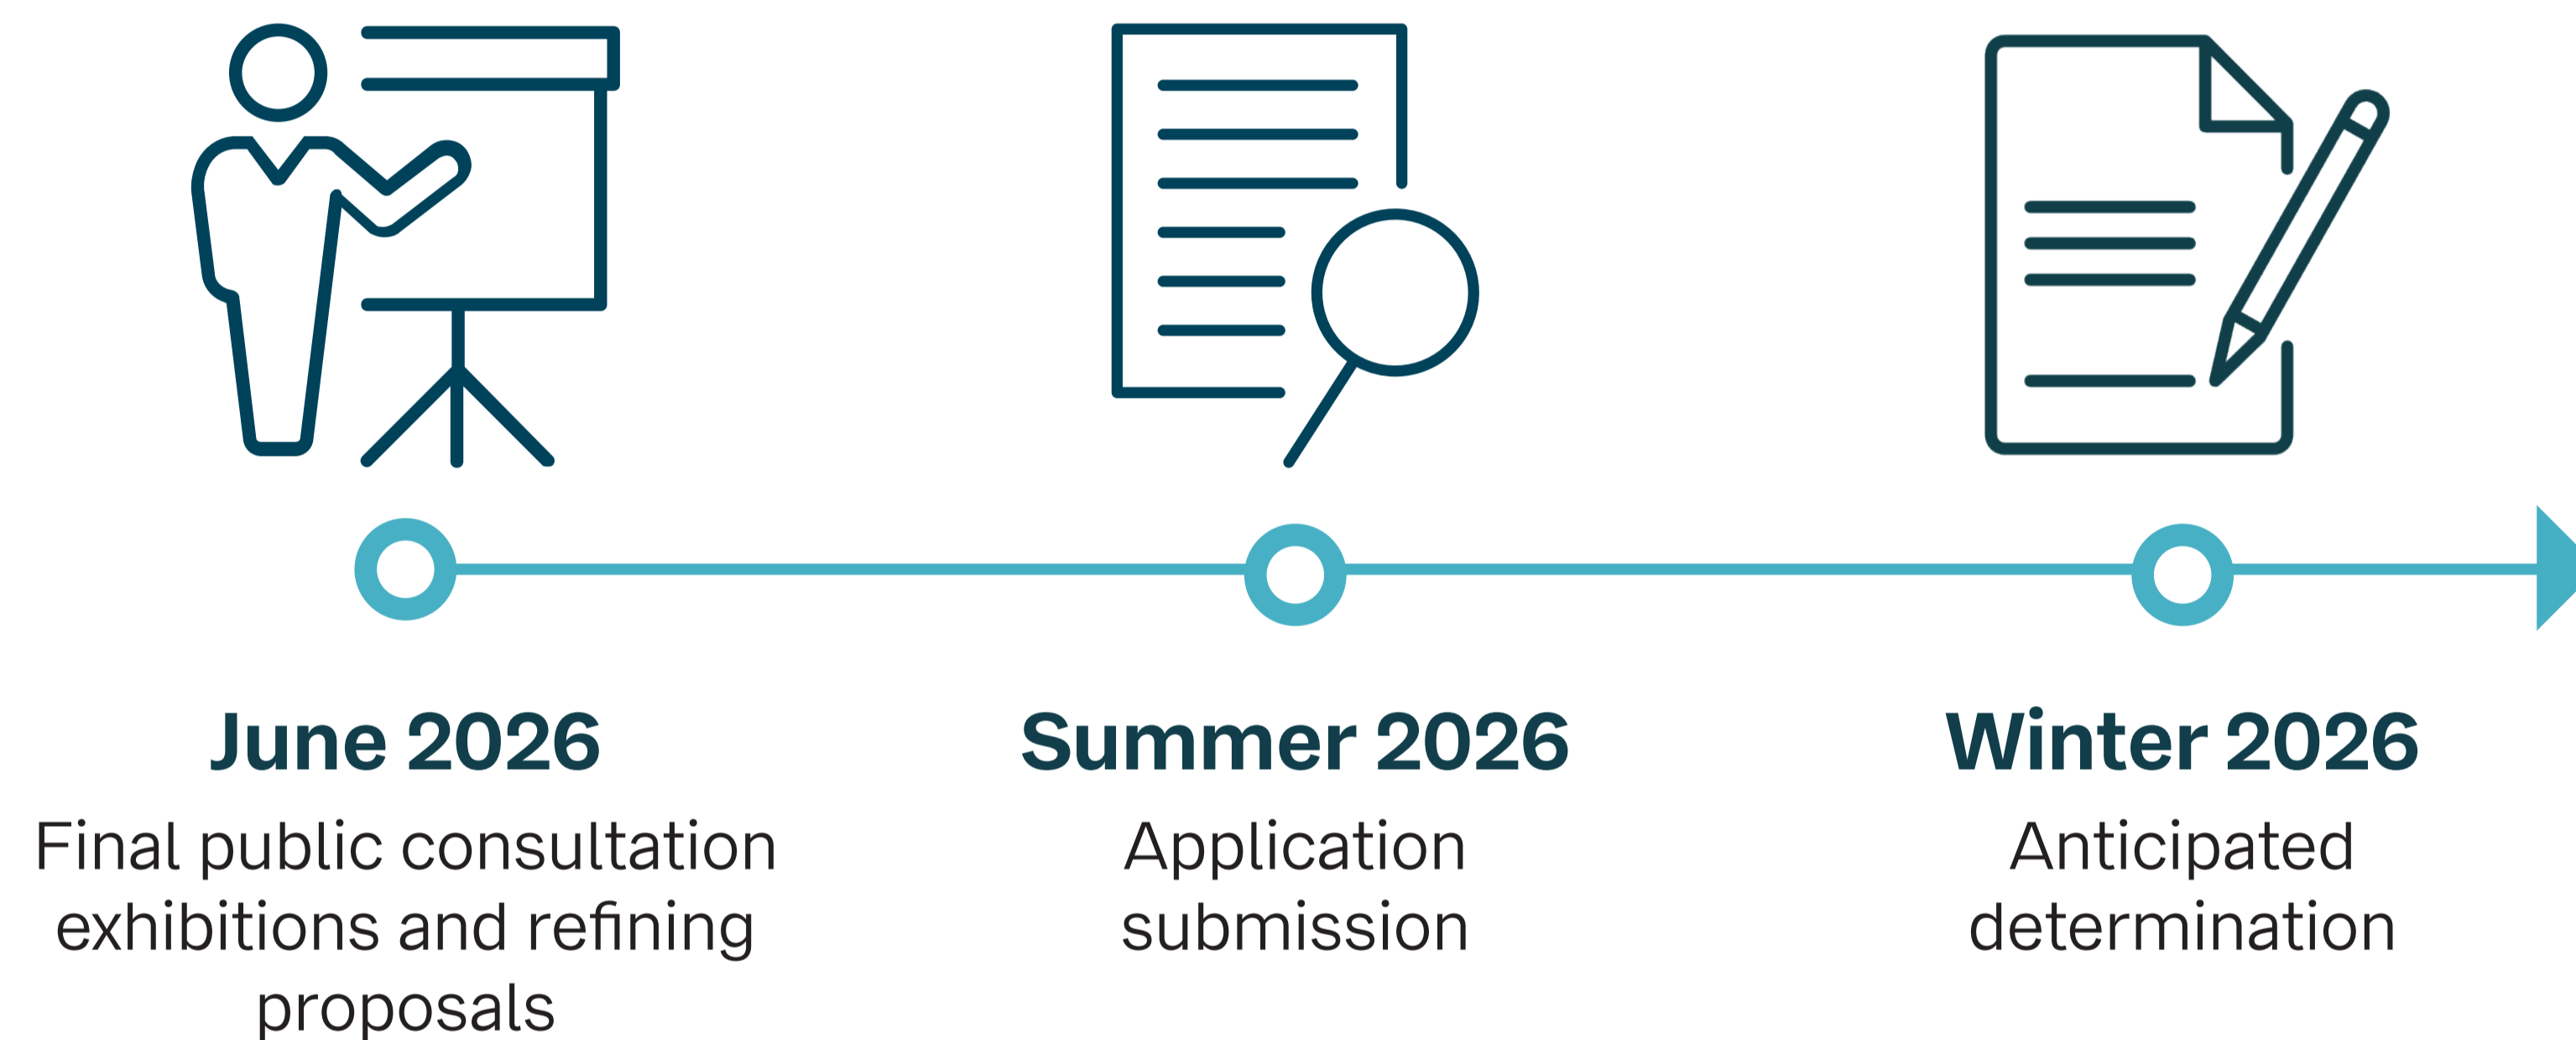 June 2026
Final public consultation
exhibitions and refining
proposals
Summer 2026
Application
submission
Winter 2026
Anticipated
determination